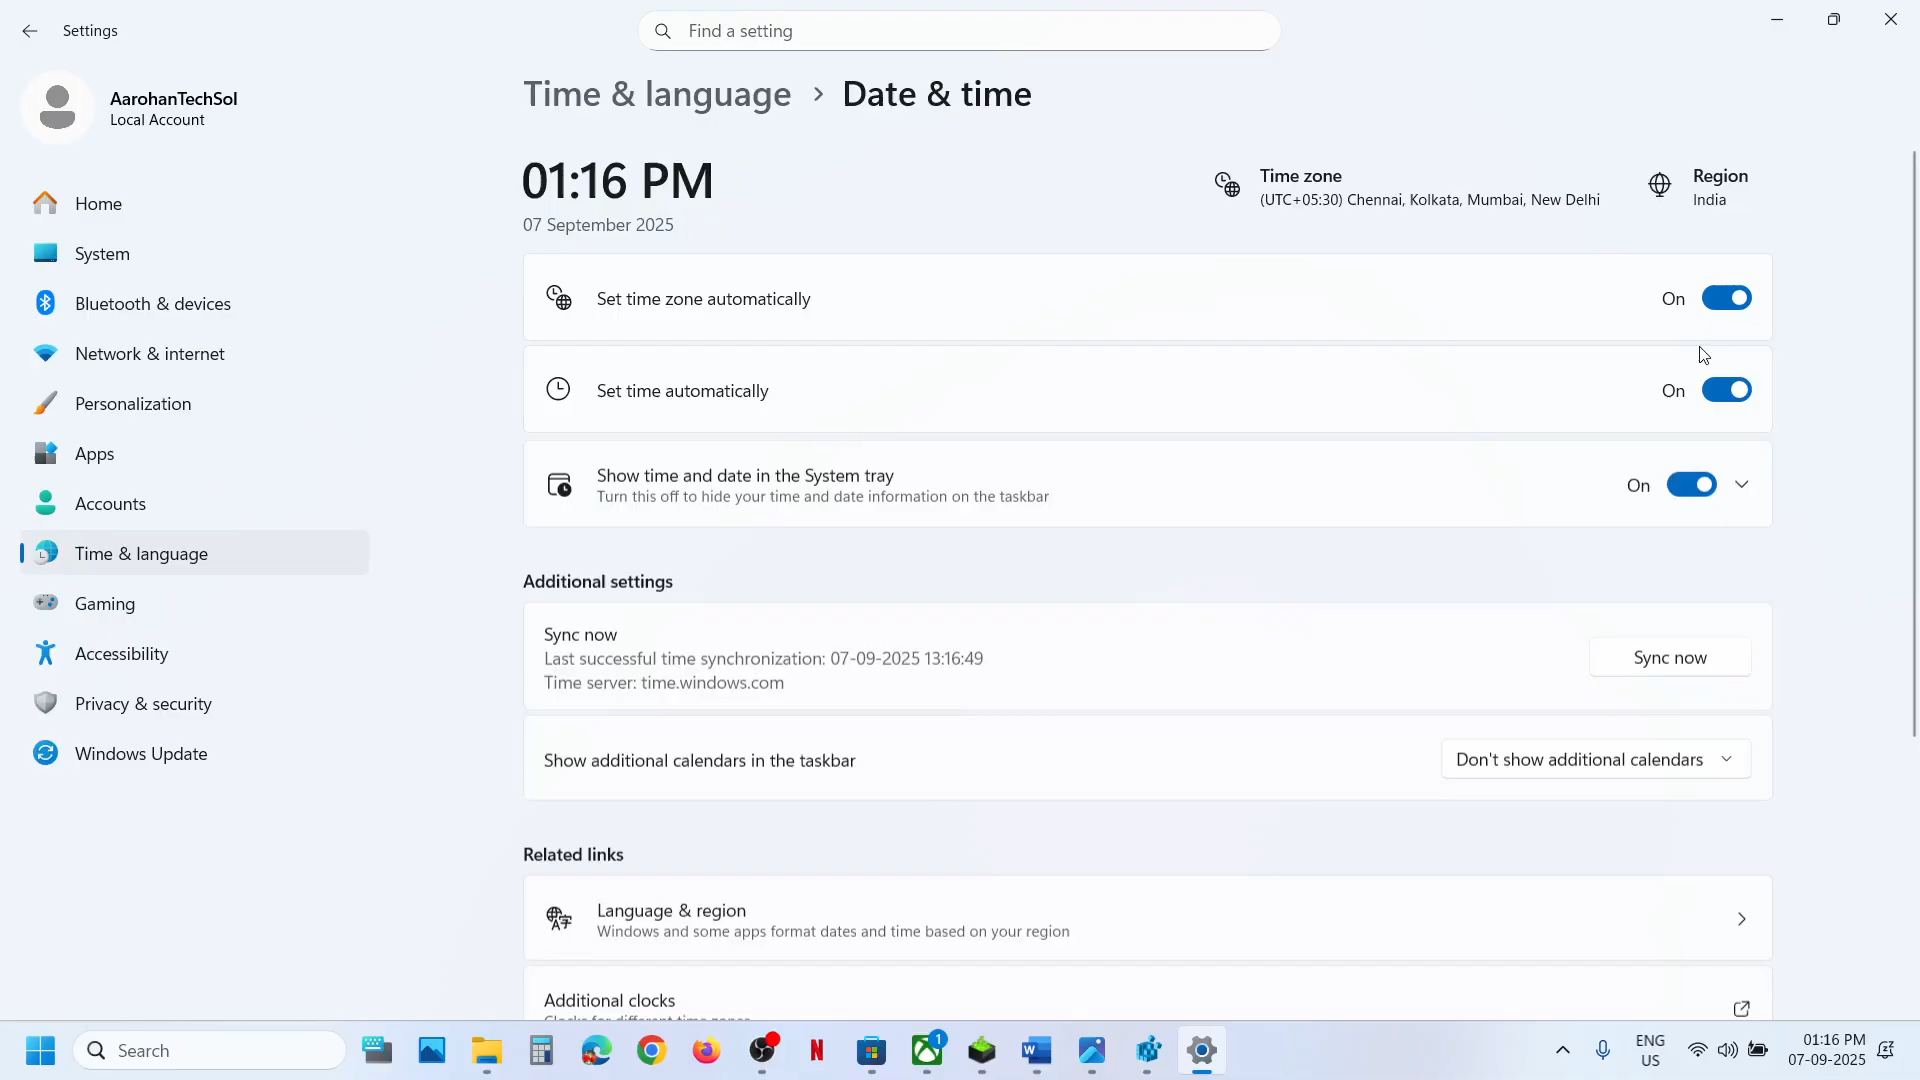 Settings
Find a setting
AarohanTechSol
Local Account
Home
System
Bluetooth & devices
Network & internet
Personalization
Apps
Accounts
Time & language
Gaming
Accessibility
Privacy & security
Windows Update
Time & language > Date & time
01:16 PM
07 September 2025
Time zone
(UTC+05:30) Chennai, Kolkata, Mumbai, New Delhi
Region
India
Set time zone automatically
On
Set time automatically
On
Show time and date in the System tray
Turn this off to hide your time and date information on the taskbar
On
Additional settings
Sync now
Last successful time synchronization: 07-09-2025 13:16:49
Time server: time.windows.com
Sync now
Show additional calendars in the taskbar
Don't show additional calendars
Related links
Language & region
Windows and some apps format dates and time based on your region
Additional clocks
Search
N
1
W
ENG
US
01:16 PM
07-09-2025